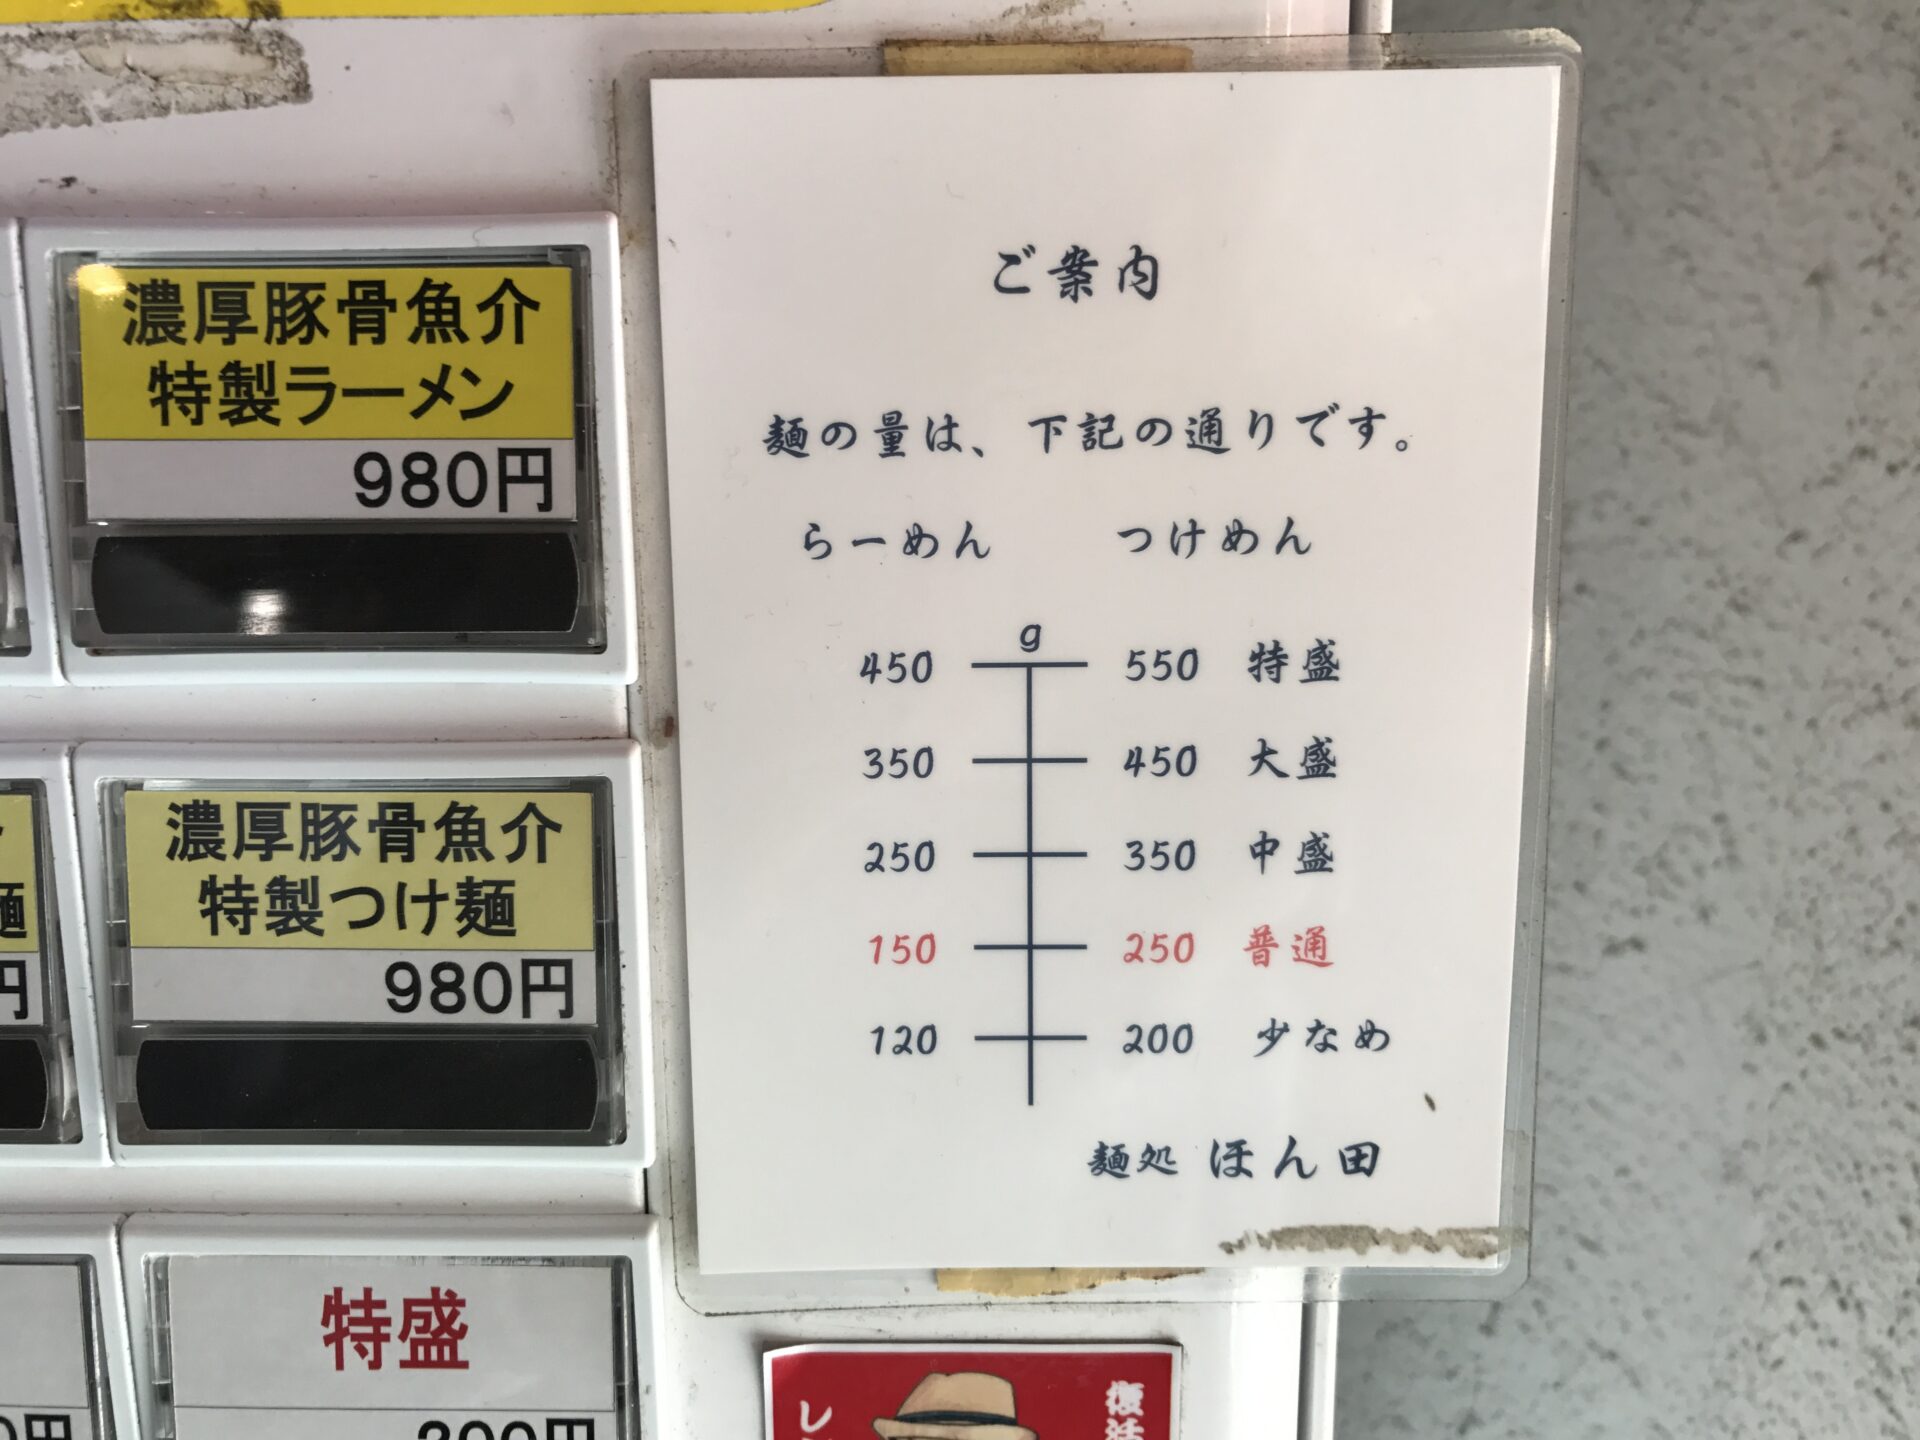 濃厚豚骨魚介
特製ラーメン
980円
濃厚豚骨魚介
特製つけ麺
980円
特盛
ご案内
麺の量は、下記の通りです。
らーめん つけめん
g
450 550 特盛
350 450 大盛
250 350 中盛
150 250 普通
120 200 少なめ
麺処 ほん田
復活